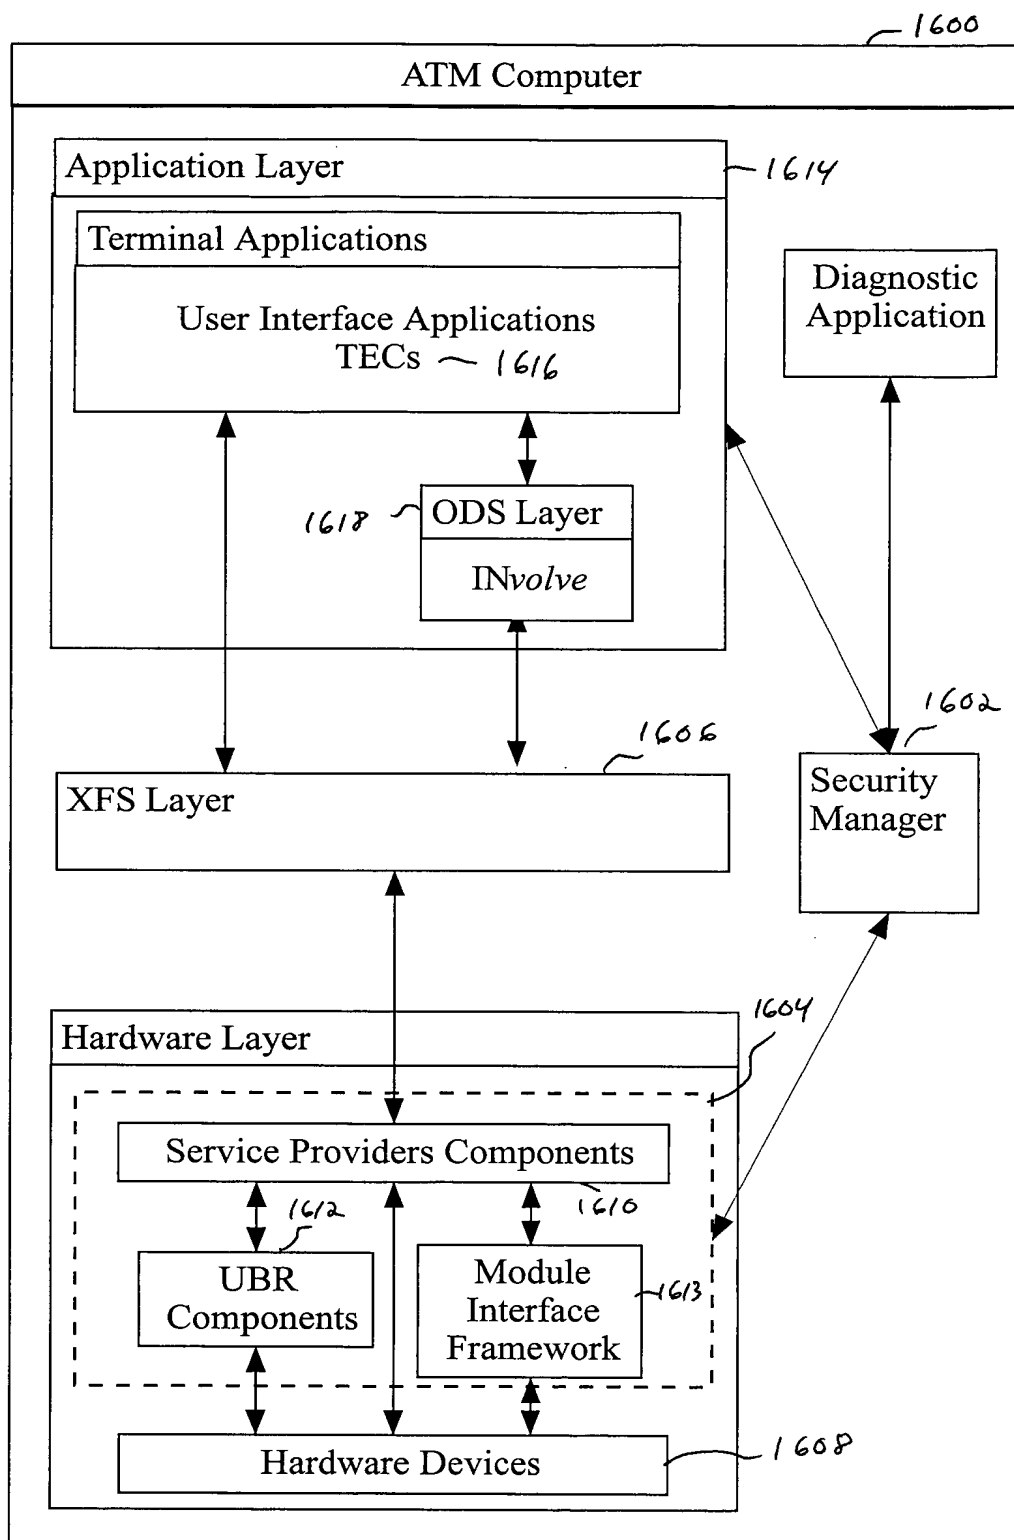 1600
ATM Computer
Application Layer
1614
Terminal Applications
User Interface Applications
TECs 1616
Diagnostic
Application
1618
ODS Layer
INvolve
1602
1606
XFS Layer
Security
Manager
1604
Hardware Layer
Service Providers Components
1610
1612
UBR
Components
Module
Interface
Framework
1613
Hardware Devices
1608